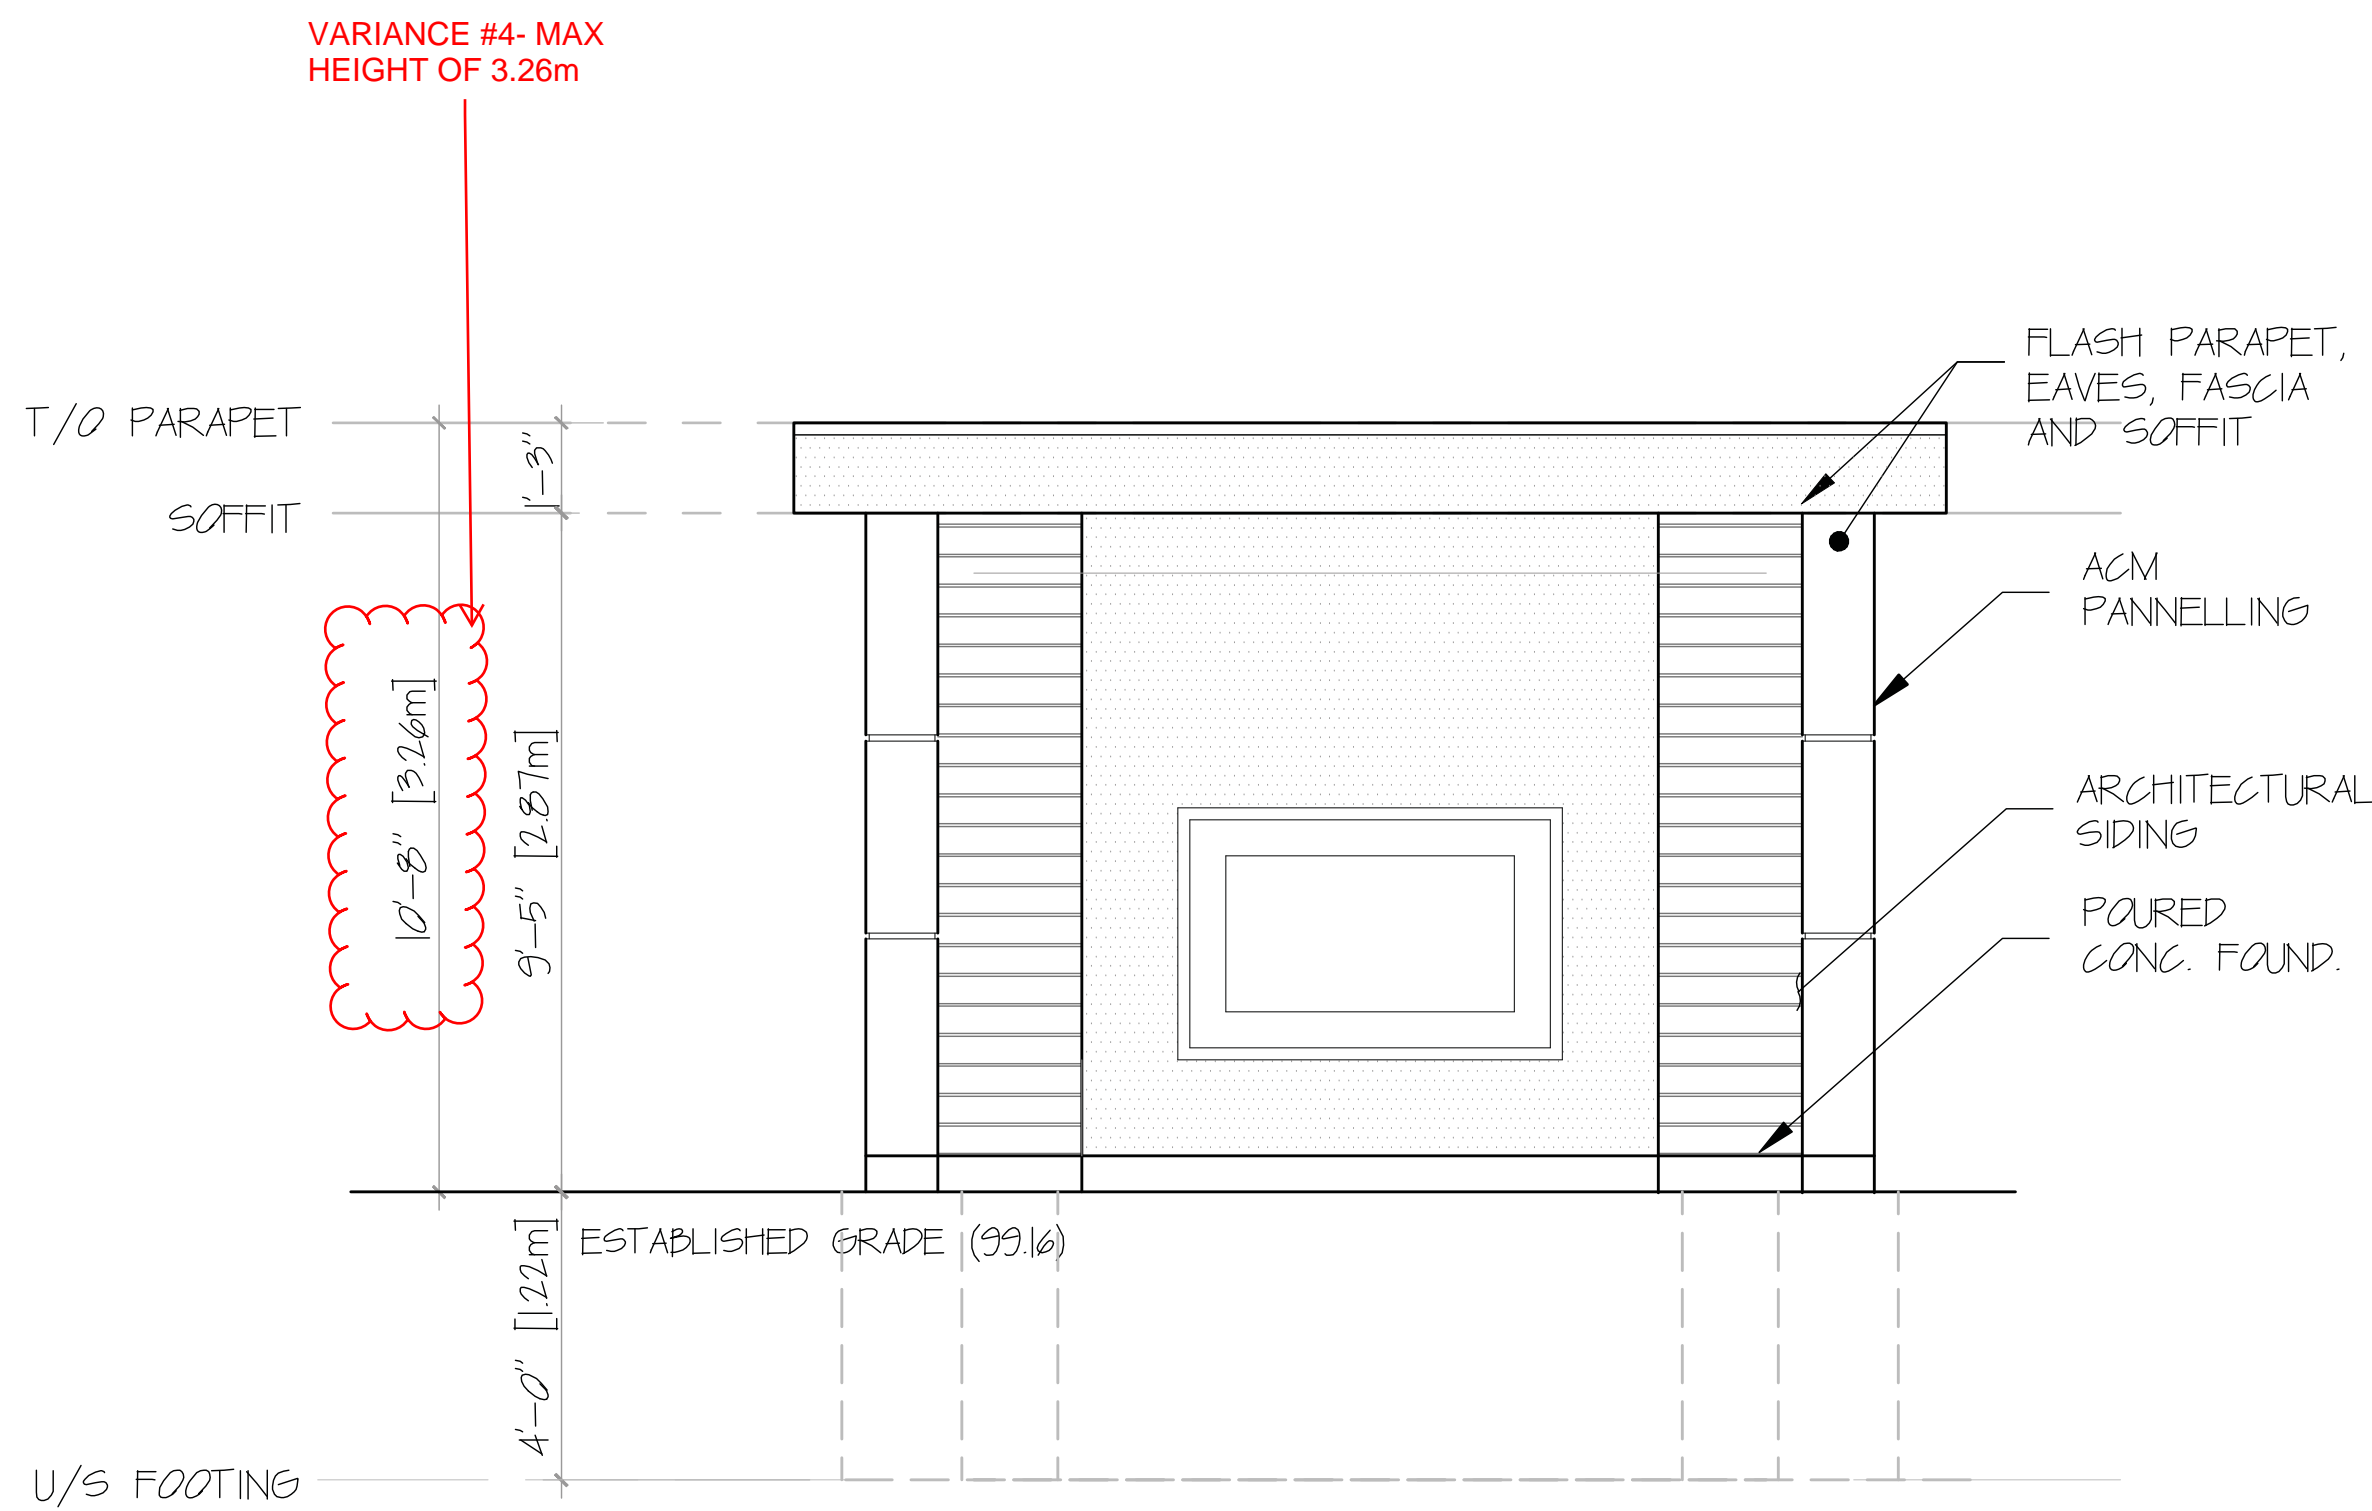 VARIANCE #4- MAX
HEIGHT OF 3.26m
T/O PARAPET
SOFFIT
1'-3"
10'-8" [3.26m]
9'-5" [2.87m]
FLASH PARAPET,
EAVES, FASCIA
AND SOFFIT
ACM
PANNELLING
ARCHITECTURAL
SIDING
POURED
CONC. FOUND.
ESTABLISHED GRADE (99.16)
4'-0" [1.22m]
U/S FOOTING